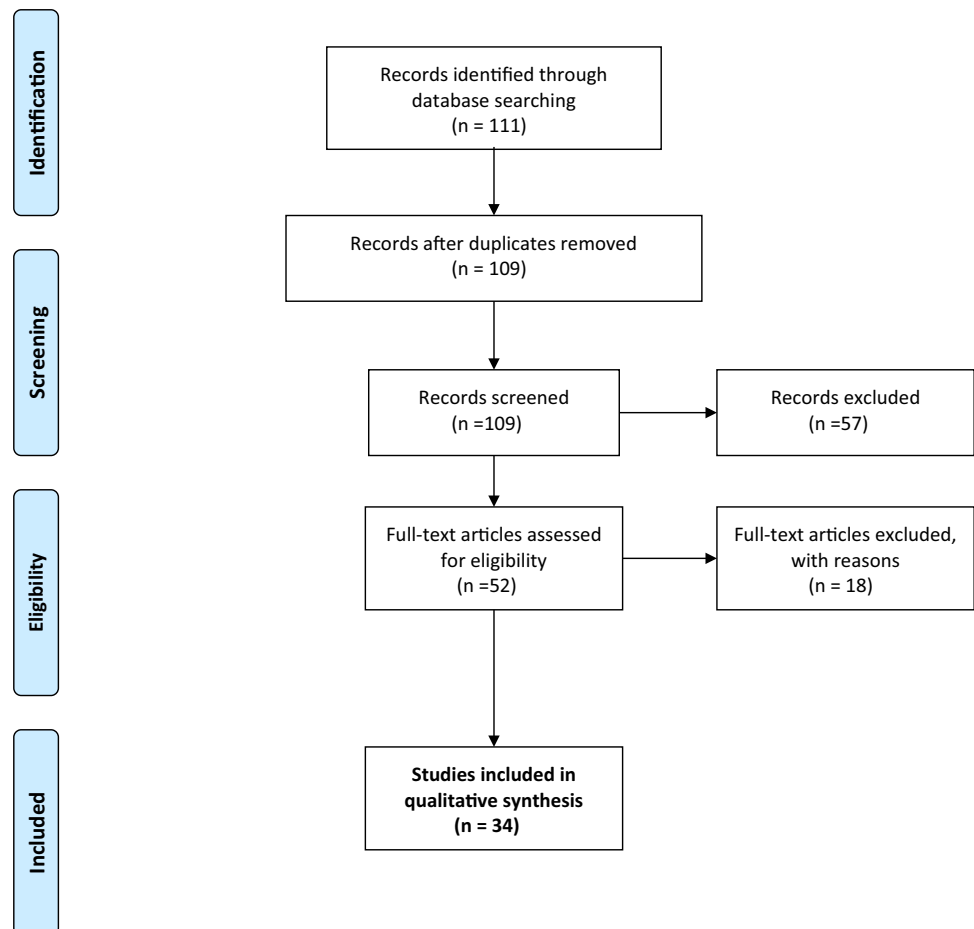 Identification
Records identified through
database searching
(n = 111)
Records after duplicates removed
(n = 109)
Screening
Records screened
(n =109)
Records excluded
(n =57)
Eligibility
Full-text articles assessed
for eligibility
(n =52)
Full-text articles excluded,
with reasons
(n = 18)
Included
Studies included in
qualitative synthesis
(n = 34)